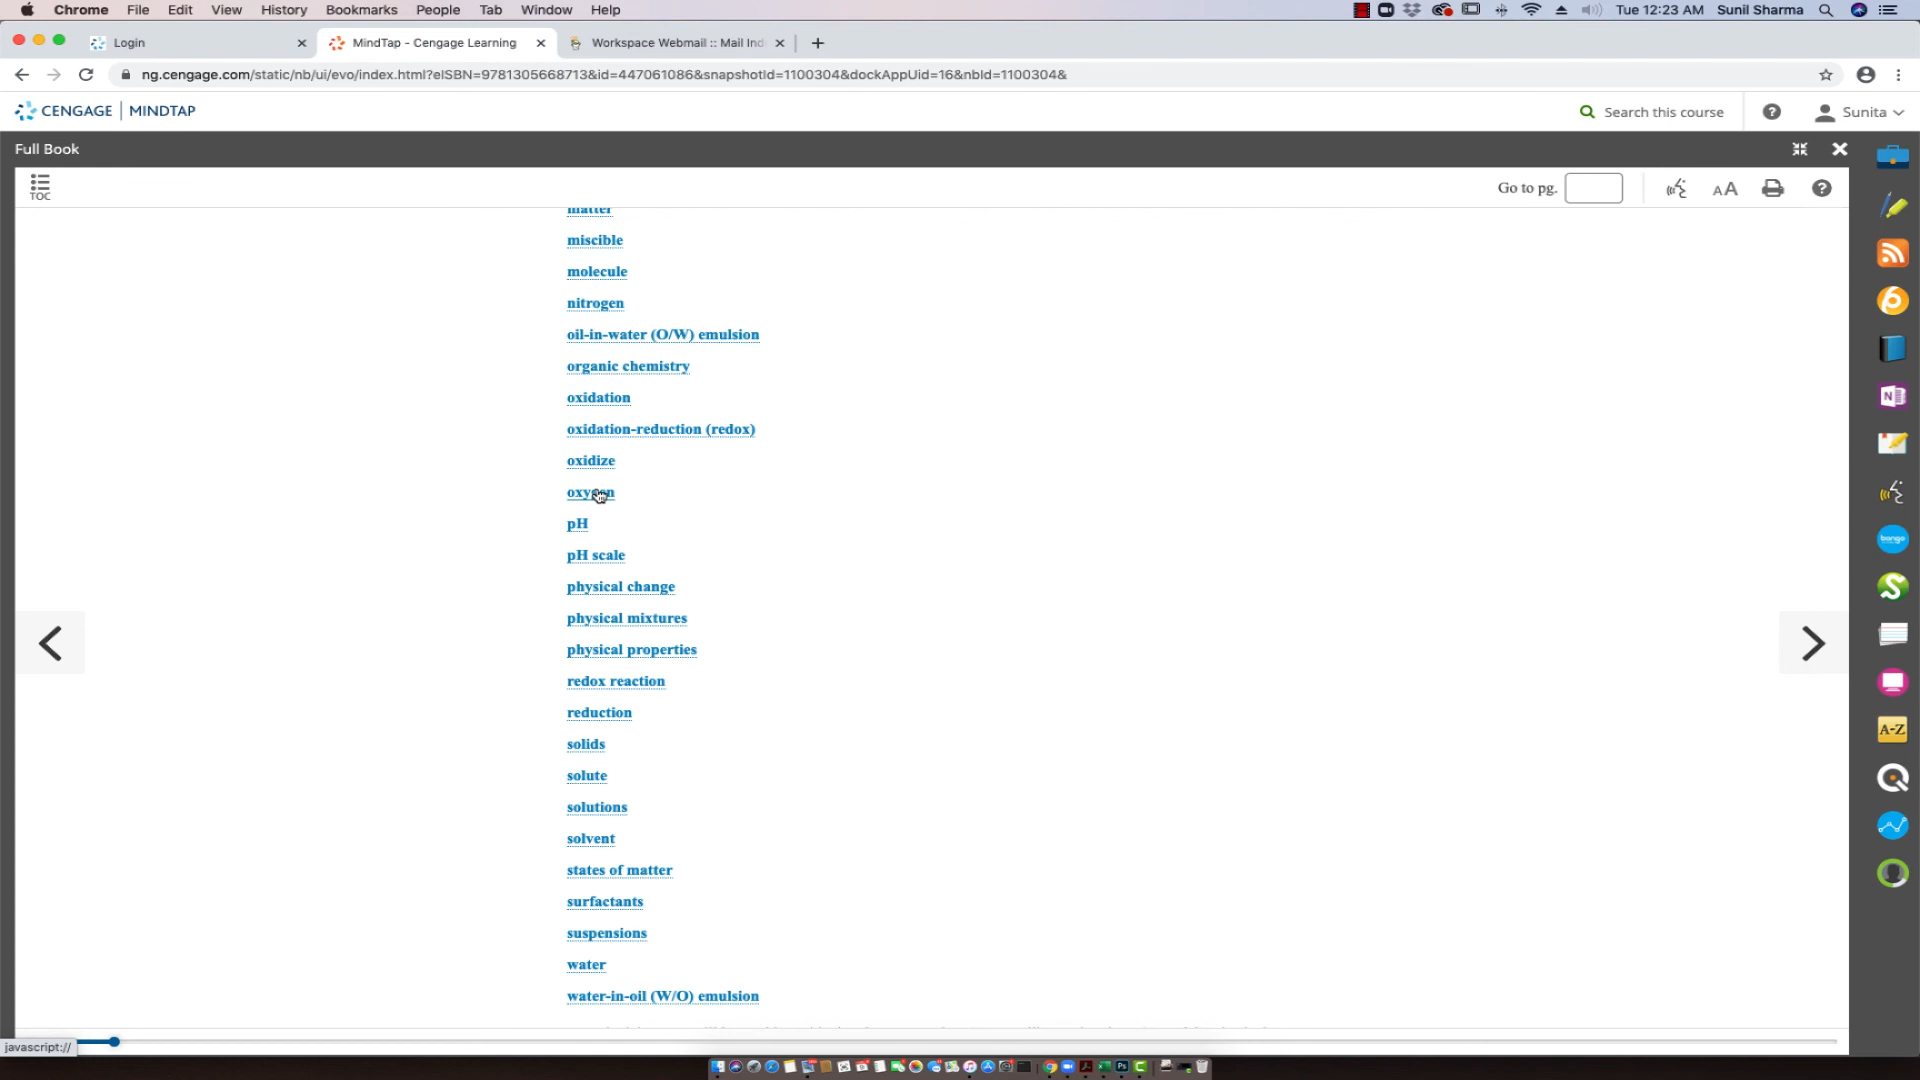 Chrome File Edit View History Bookmarks People Tab Window Help Tue 12:23 AM Sunil Sharma
Login MindTap - Cengage Learning Workspace Webmail :: Mail Ind
ng.cengage.com/static/nb/ui/evo/index.html?eISBN=9781305668713&id=447061086&snapshotId=1100304&dockAppUid=16&nbId=1100304&
CENGAGE | MINDTAP Search this course Sunita
Full Book
TOC Go to pg. AA
matter
miscible
molecule
nitrogen
oil-in-water (O/W) emulsion
organic chemistry
oxidation
oxidation-reduction (redox)
oxidize
oxygen
pH
pH scale
physical change
physical mixtures
physical properties
redox reaction
reduction
solids
solute
solutions
solvent
states of matter
surfactants
suspensions
water
water-in-oil (W/O) emulsion
bongo
A-Z
javascript://